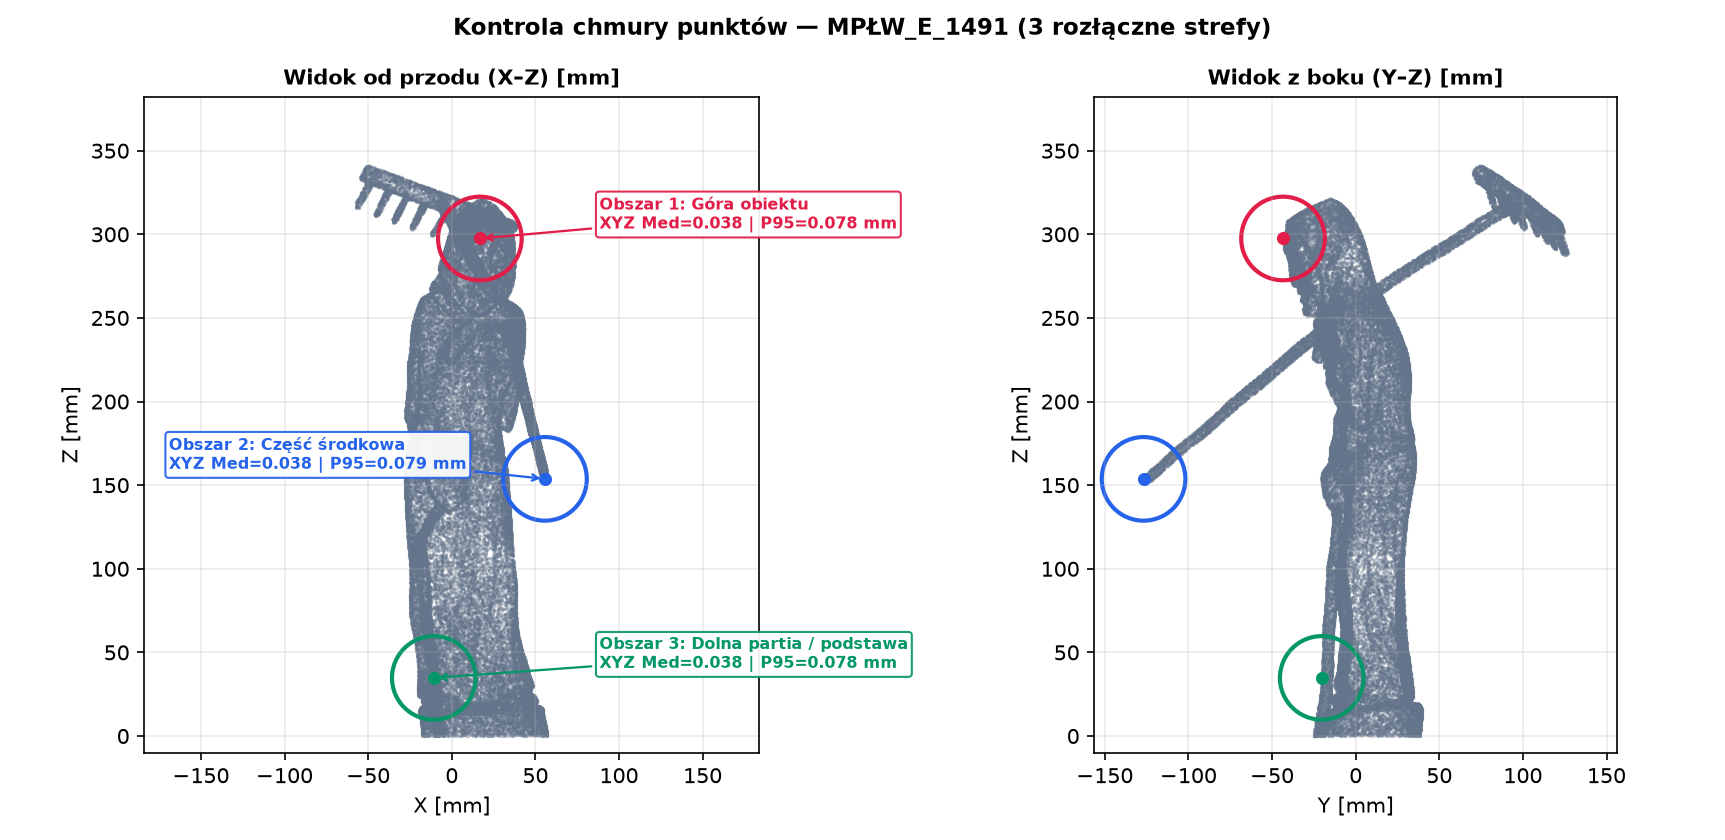 Kontrola chmury punktów — MPŁW_E_1491 (3 rozłączne strefy)
Widok od przodu (X–Z) [mm]
Z [mm]
350
300
250
200
150
100
50
0
Obszar 1: Góra obiektu
XYZ Med=0.038 | P95=0.078 mm
Obszar 2: Część środkowa
XYZ Med=0.038 | P95=0.079 mm
Obszar 3: Dolna partia / podstawa
XYZ Med=0.038 | P95=0.078 mm
−150 −100 −50 0 50 100 150
X [mm]
Widok z boku (Y–Z) [mm]
Z [mm]
350
300
250
200
150
100
50
0
−150 −100 −50 0 50 100 150
Y [mm]